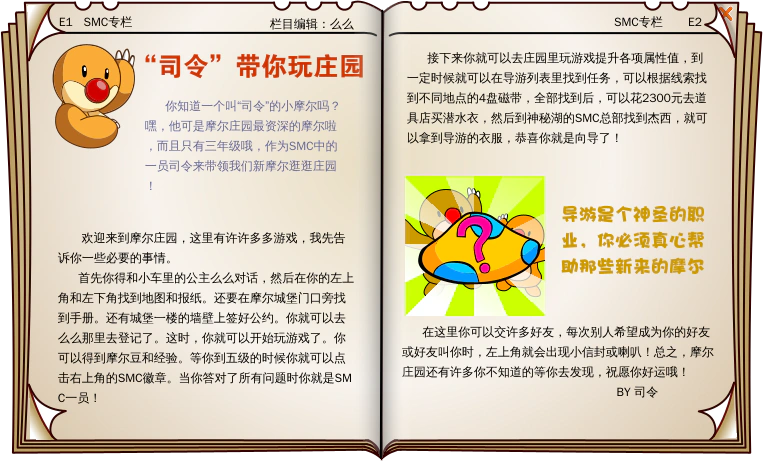 E1 SMC专栏
栏目编辑：么么
“司令”带你玩庄园
你知道一个叫“司令”的小摩尔吗？
嘿，他可是摩尔庄园最资深的摩尔啦
，而且只有三年级哦，作为SMC中的
一员司令来带领我们新摩尔逛逛庄园
！
欢迎来到摩尔庄园，这里有许许多多游戏，我先告
诉你一些必要的事情。
首先你得和小车里的公主么么对话，然后在你的左上
角和左下角找到地图和报纸。还要在摩尔城堡门口旁找
到手册。还有城堡一楼的墙壁上签好公约。你就可以去
么么那里去登记了。这时，你就可以开始玩游戏了。你
可以得到摩尔豆和经验。等你到五级的时候你就可以点
击右上角的SMC徽章。当你答对了所有问题时你就是SM
C一员！
SMC专栏 E2
接下来你就可以去庄园里玩游戏提升各项属性值，到
一定时候就可以在导游列表里找到任务，可以根据线索找
到不同地点的4盘磁带，全部找到后，可以花2300元去道
具店买潜水衣，然后到神秘湖的SMC总部找到杰西，就可
以拿到导游的衣服，恭喜你就是向导了！
?
导游是个神圣的职
业，你必须真心帮
助那些新来的摩尔
在这里你可以交许多好友，每次别人希望成为你的好友
或好友叫你时，左上角就会出现小信封或喇叭！总之，摩尔
庄园还有许多你不知道的等你去发现，祝愿你好运哦！
BY 司令